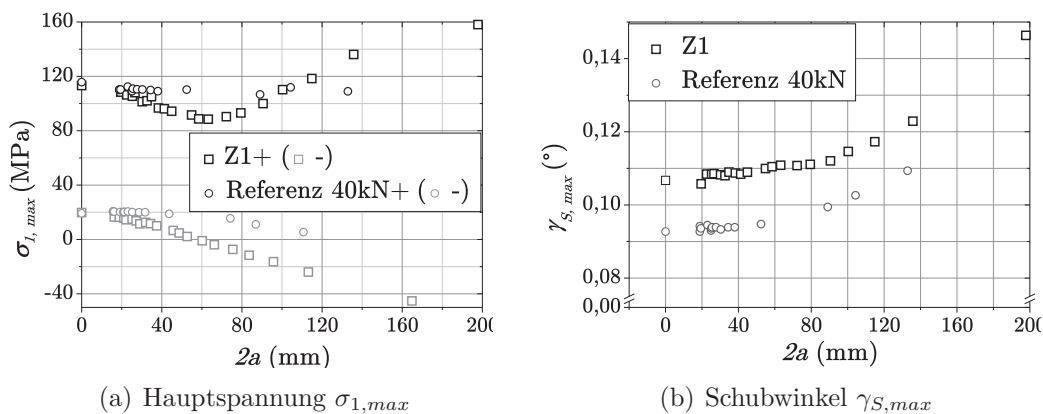 160
120
80
40
0
-40
σ1, max (MPa)
Z1+ ( -)
Referenz 40kN+ ( -)
0 40 80 120 160 200
2a (mm)
(a) Hauptspannung σ1,max
0,14
0,12
0,10
0,08
0,00
γS, max (°)
Z1
Referenz 40kN
0 40 80 120 160 200
2a (mm)
(b) Schubwinkel γS,max